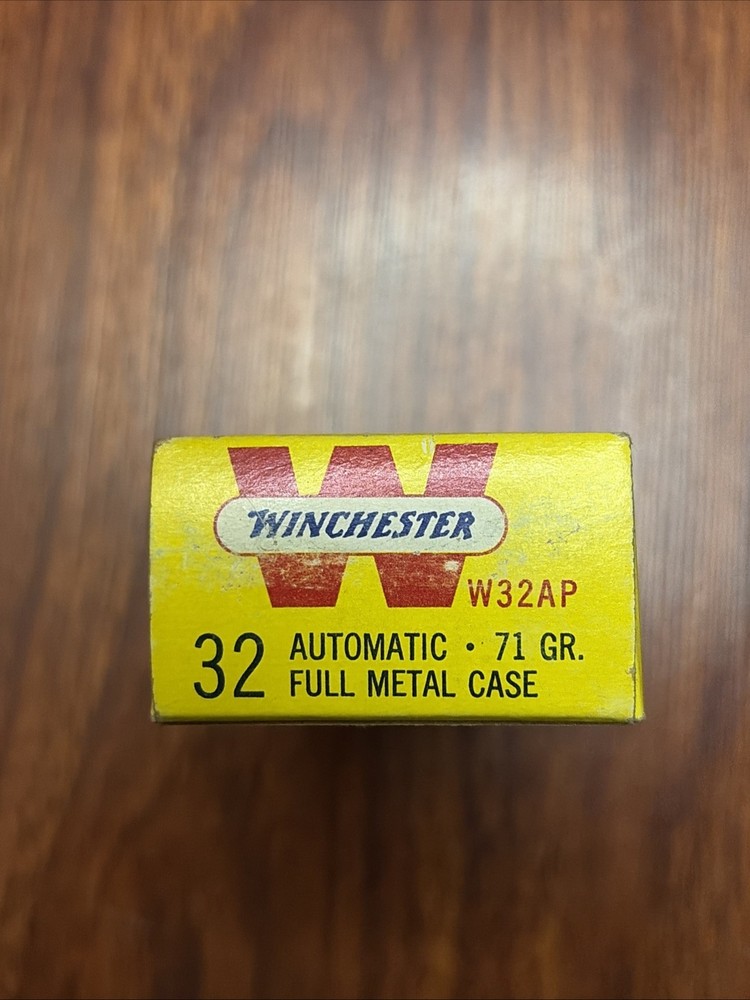 W
WINCHESTER
W32AP
32 AUTOMATIC • 71 GR.
FULL METAL CASE